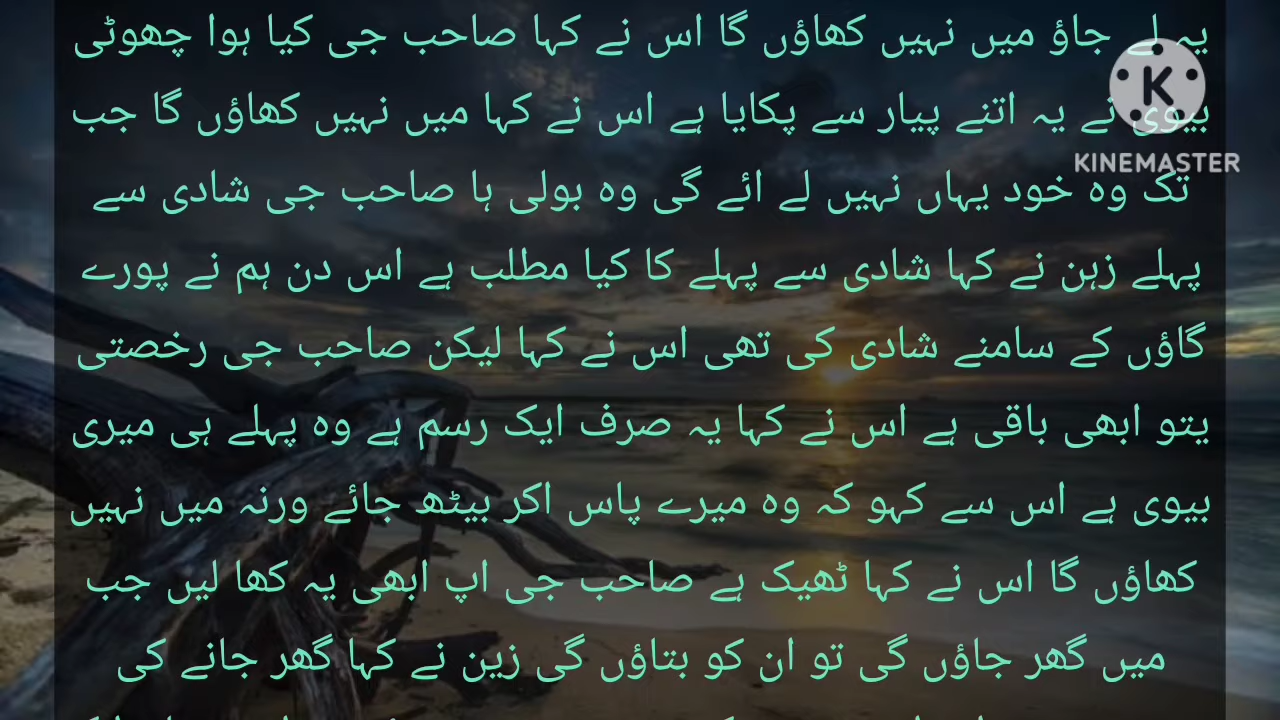 یہ لے جاؤ میں نہیں کھاؤں گا اس نے کہا صاحب جی کیا ہوا چھوٹی
بیوی نے یہ اتنے پیار سے پکایا ہے اس نے کہا میں نہیں کھاؤں گا جب
تک وہ خود یہاں نہیں لے ائے گی وہ بولی ہا صاحب جی شادی سے
پہلے زہن نے کہا شادی سے پہلے کا کیا مطلب ہے اس دن ہم نے پورے
گاؤں کے سامنے شادی کی تھی اس نے کہا لیکن صاحب جی رخصتی
یتو ابھی باقی ہے اس نے کہا یہ صرف ایک رسم ہے وہ پہلے ہی میری
بیوی ہے اس سے کہو کہ وہ میرے پاس اکر بیٹھ جائے ورنہ میں نہیں
کھاؤں گا اس نے کہا ٹھیک ہے صاحب جی اپ ابھی یہ کھا لیں جب
میں گھر جاؤں گی تو ان کو بتاؤں گی زین نے کہا گھر جانے کی
KINEMASTER